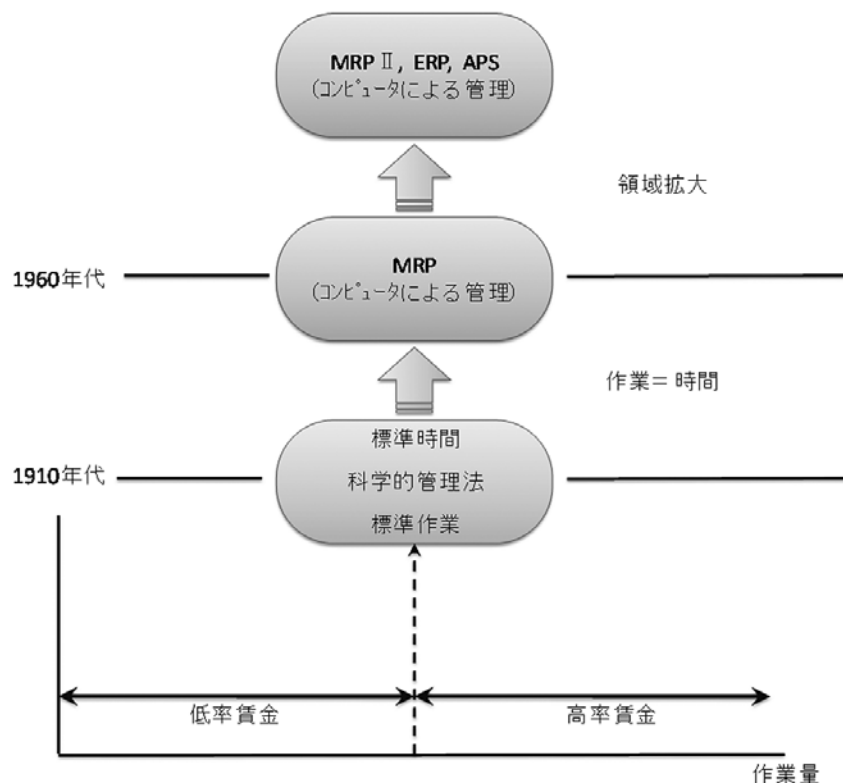 MRP Ⅱ, ERP, APS
(ｺﾝﾋﾟｭｰﾀによる管理)
領域拡大
1960年代
MRP
(ｺﾝﾋﾟｭｰﾀによる管理)
作業＝時間
標準時間
1910年代
科学的管理法
標準作業
低率賃金
高率賃金
作業量